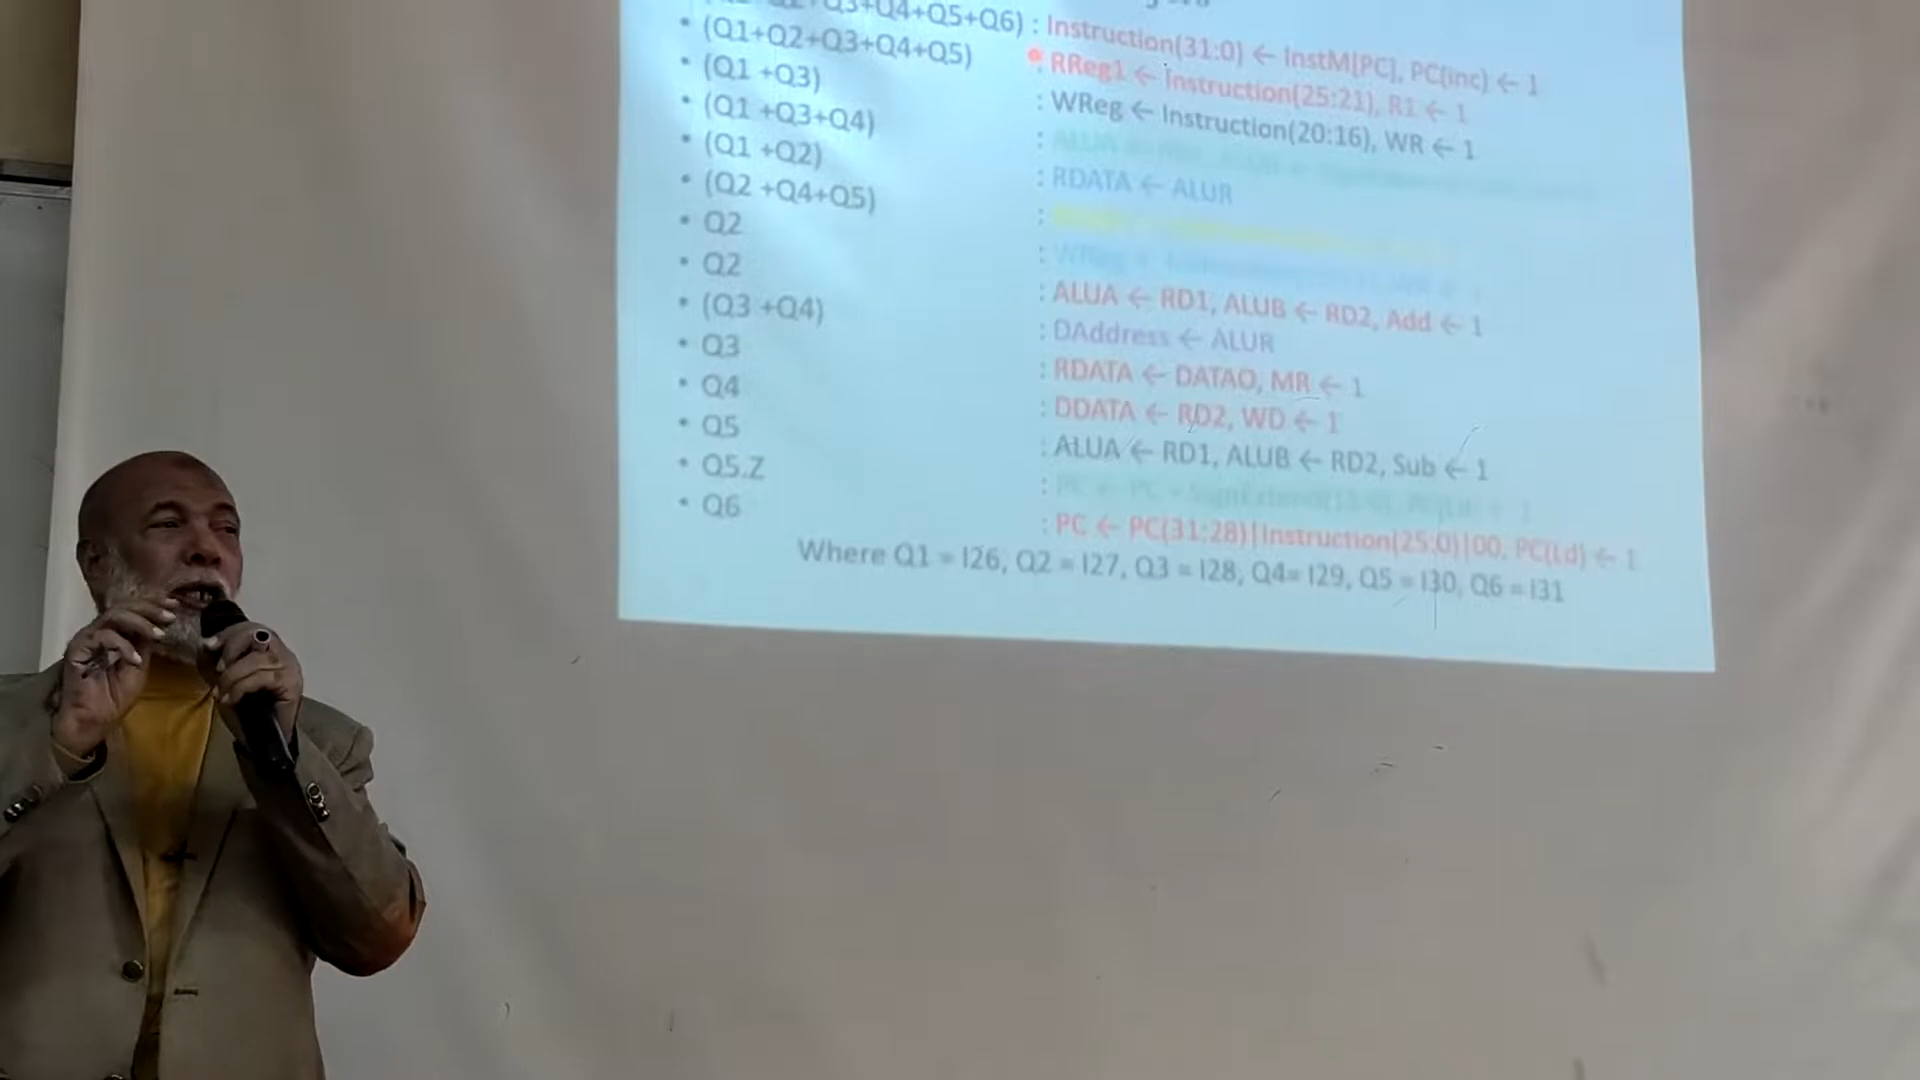 Q3+Q4+Q5+Q6) : Instruction(31:0) ← InstM[PC], PC(inc) ← 1
• (Q1+Q2+Q3+Q4+Q5) : RReg1 ← Instruction(25:21), R1 ← 1
• (Q1 +Q3) : WReg ← Instruction(20:16), WR ← 1
• (Q1 +Q3+Q4) :
• (Q1 +Q2) : RDATA ← ALUR
• (Q2 +Q4+Q5) :
• Q2 : WReg ←
• Q2 : ALUA ← RD1, ALUB ← RD2, Add ← 1
• (Q3 +Q4) : DAddress ← ALUR
• Q3 : RDATA ← DATAO, MR ← 1
• Q4 : DDATA ← RD2, WD ← 1
• Q5 : ALUA ← RD1, ALUB ← RD2, Sub ← 1
• Q5.Z : PC ← PC +
• Q6 : PC ← PC(31:28)||Instruction(25:0)||00, PC(Ld) ← 1
Where Q1 = I26, Q2 = I27, Q3 = I28, Q4= I29, Q5 = I30, Q6 = I31